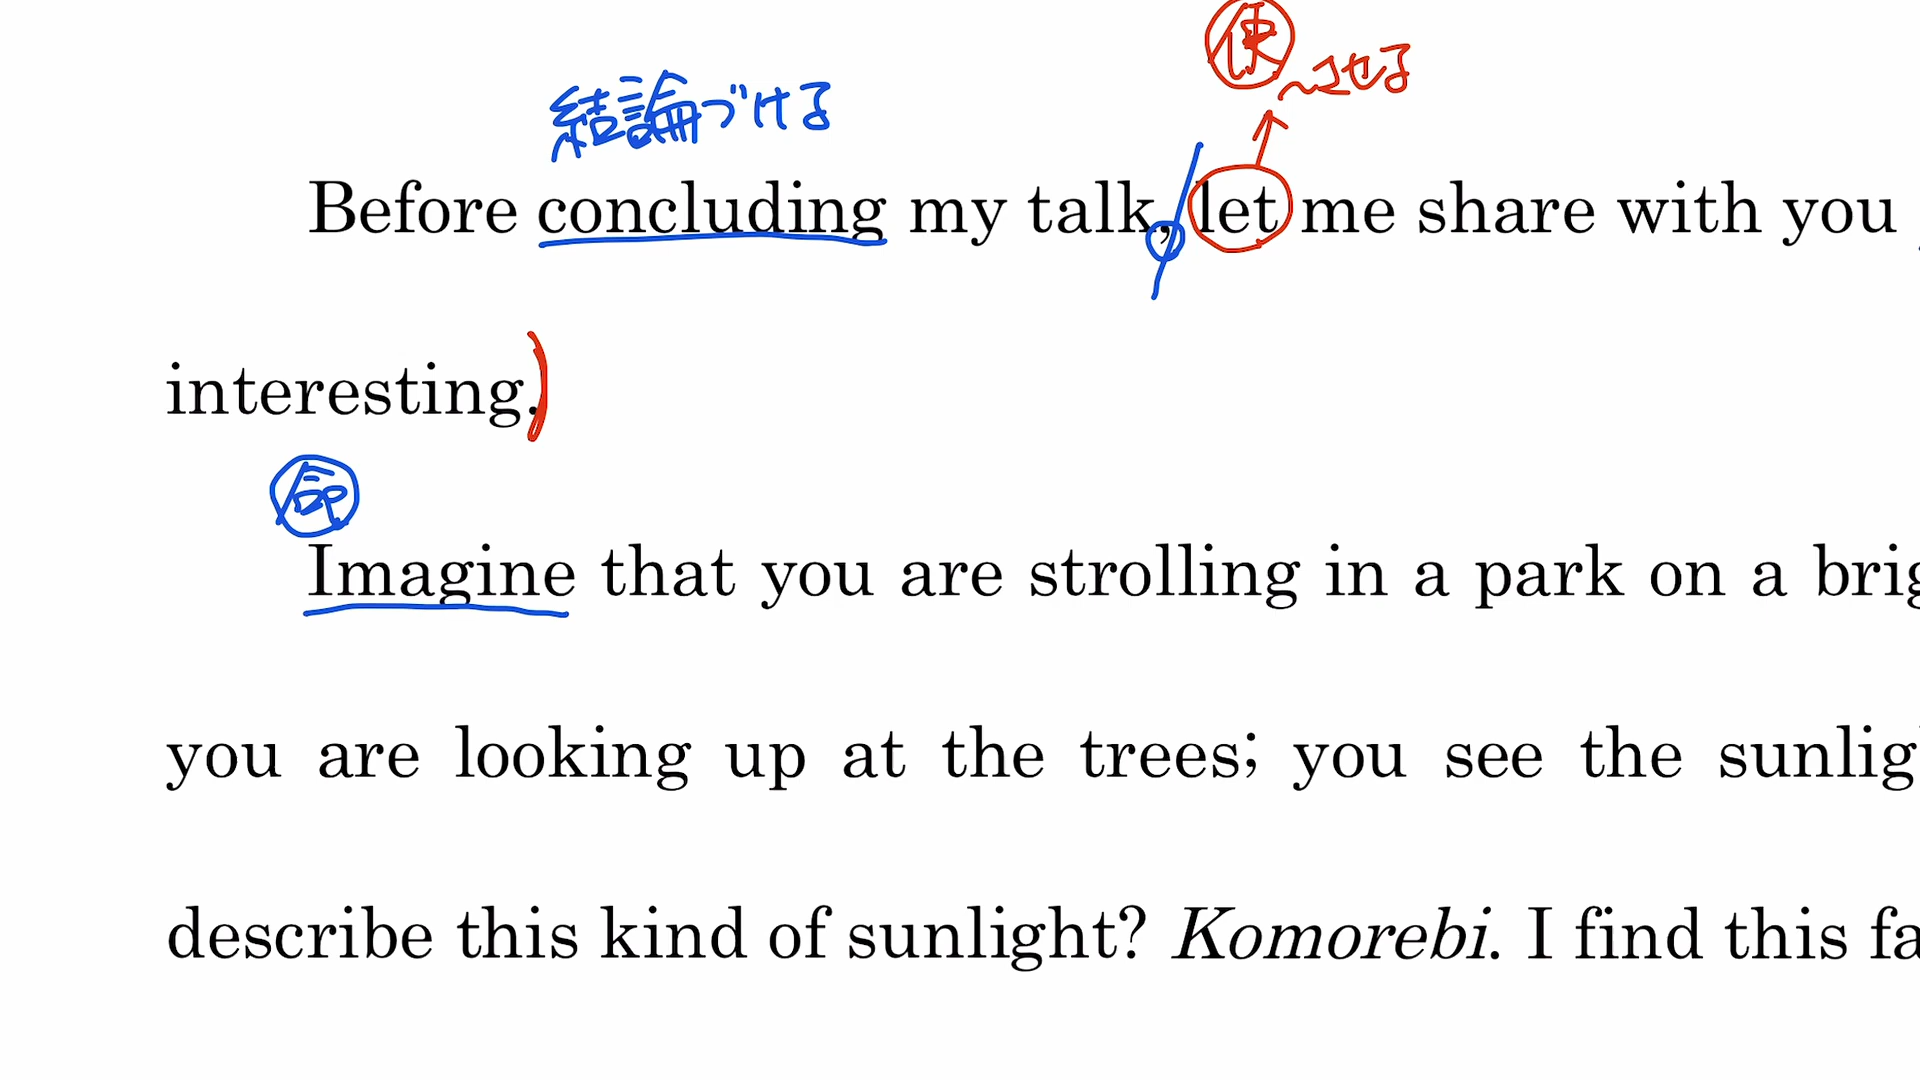 使
〜させる
結論づける
Before concluding my talk, let me share with you
interesting.)
命
Imagine that you are strolling in a park on a brig
you are looking up at the trees; you see the sunlig
describe this kind of sunlight? Komorebi. I find this fa